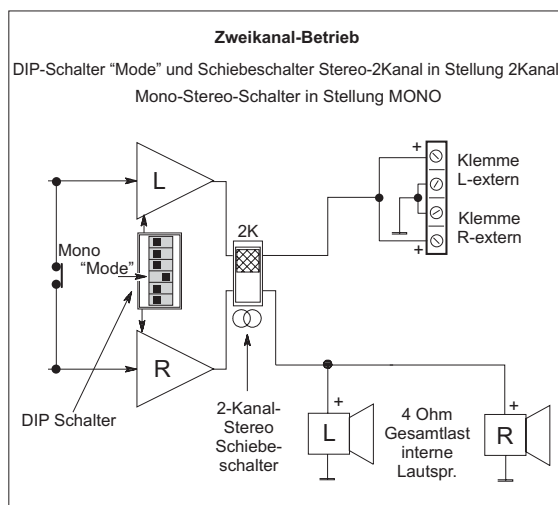 Zweikanal-Betrieb
DIP-Schalter “Mode” und Schiebeschalter Stereo-2Kanal in Stellung 2Kanal
Mono-Stereo-Schalter in Stellung MONO
L
+
Klemme
L-extern
Klemme
R-extern
+
2K
Mono
“Mode”
R
DIP Schalter
2-Kanal-
Stereo
Schiebe-
schalter
+
L
4 Ohm
Gesamtlast
interne
Lautspr.
+
R